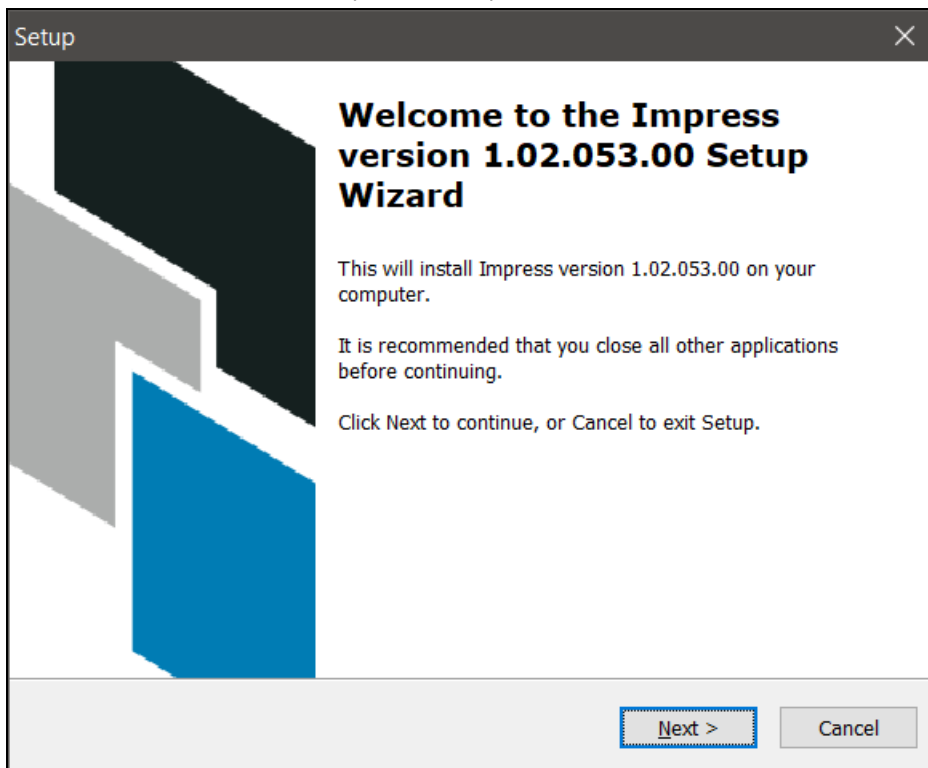 Setup
Welcome to the Impress
version 1.02.053.00 Setup
Wizard
This will install Impress version 1.02.053.00 on your
computer.
It is recommended that you close all other applications
before continuing.
Click Next to continue, or Cancel to exit Setup.
Next >
Cancel